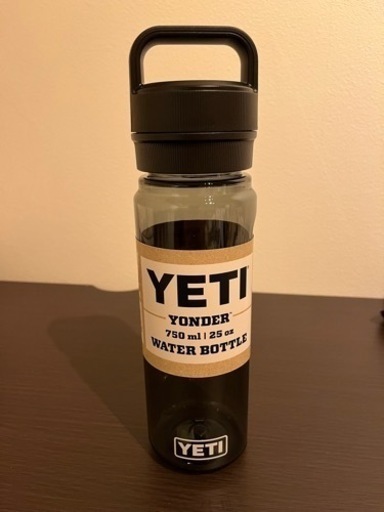 YETI
YONDER™
750 ml | 25 oz
WATER BOTTLE
YETI